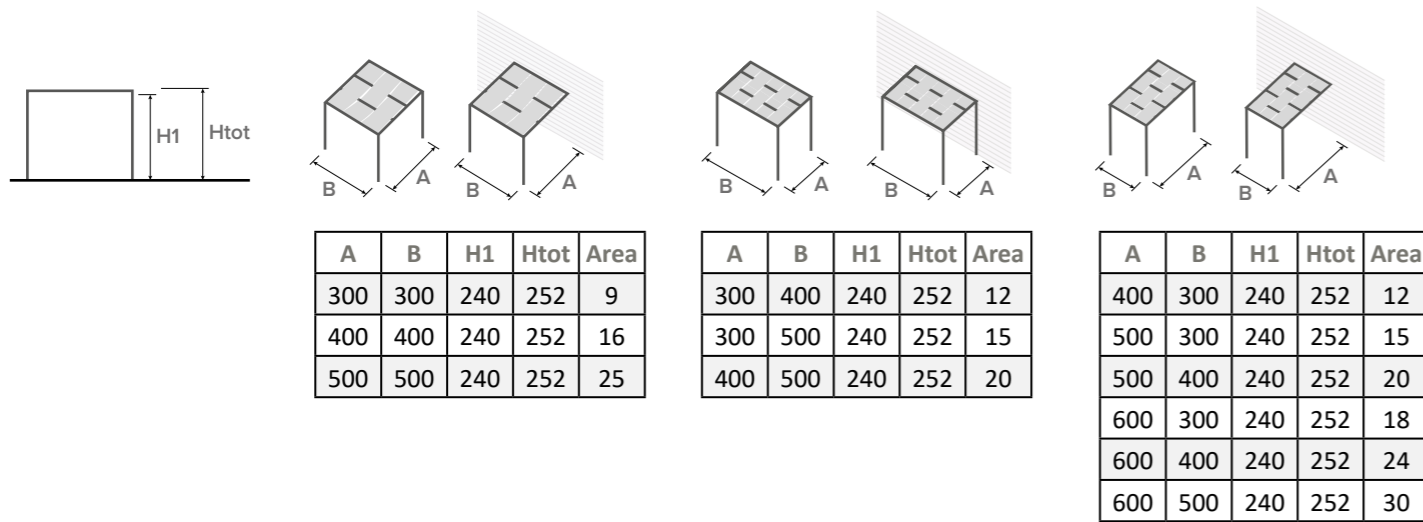 H1 Htot
B A B A
B A B A
B A B A
A B H1 Htot Area
300 300 240 252 9
400 400 240 252 16
500 500 240 252 25
A B H1 Htot Area
300 400 240 252 12
300 500 240 252 15
400 500 240 252 20
A B H1 Htot Area
400 300 240 252 12
500 300 240 252 15
500 400 240 252 20
600 300 240 252 18
600 400 240 252 24
600 500 240 252 30